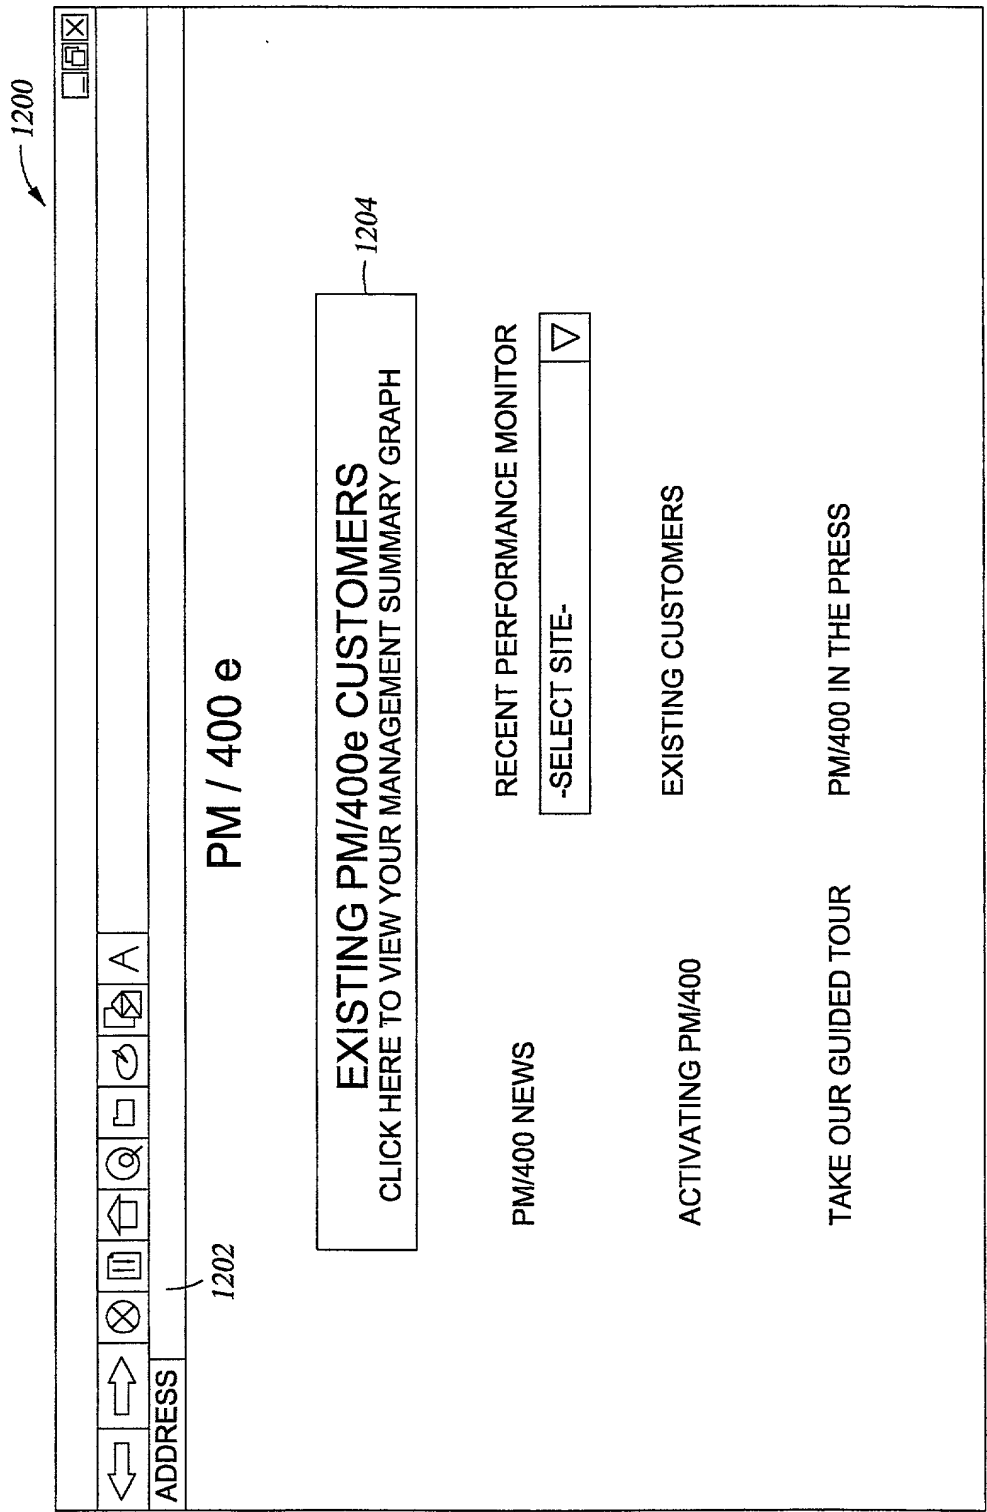 1200
ADDRESS
1202
PM / 400 e
EXISTING PM/400e CUSTOMERS
CLICK HERE TO VIEW YOUR MANAGEMENT SUMMARY GRAPH
1204
PM/400 NEWS
RECENT PERFORMANCE MONITOR
-SELECT SITE-
ACTIVATING PM/400
EXISTING CUSTOMERS
TAKE OUR GUIDED TOUR
PM/400 IN THE PRESS